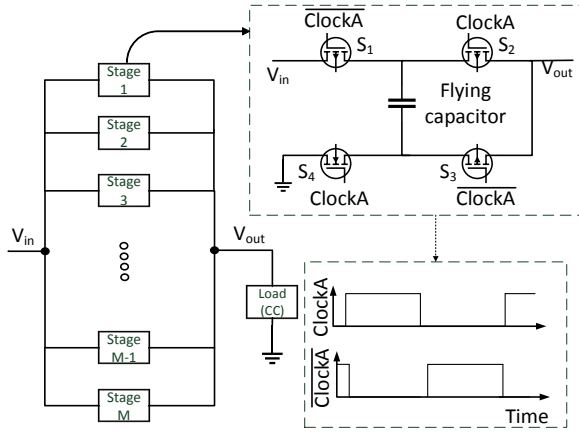 ClockA
ClockA
S1
S2
Vin
Vout
Flying
capacitor
S4
S3
ClockA
ClockA
Stage
1
Stage
2
Stage
3
Vin
Vout
Load
(CC)
Stage
M-1
Stage
M
ClockA
ClockA
Time